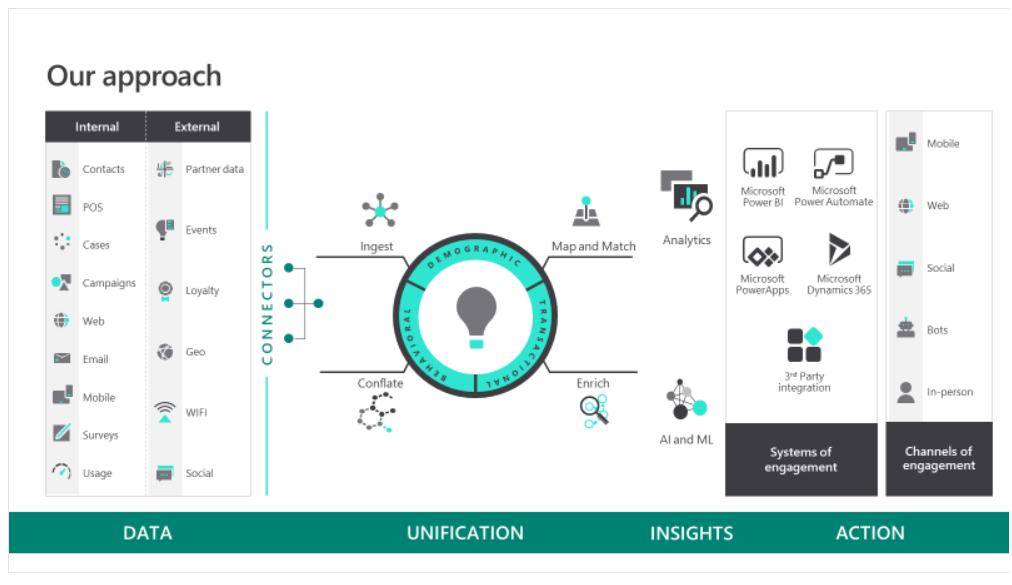 Our approach
Internal
External
Contacts
POS
Cases
Campaigns
Web
Email
Mobile
Surveys
Usage
Partner data
Events
Loyalty
Geo
WIFI
Social
CONNECTORS
Ingest
Map and Match
Conflate
Enrich
DEMOGRAPHIC
TRANSACTIONAL
BEHAVIORAL
Analytics
AI and ML
Microsoft
Power BI
Microsoft
Power Automate
Microsoft
PowerApps
Microsoft
Dynamics 365
3rd Party
integration
Systems of
engagement
Mobile
Web
Social
Bots
In-person
Channels of
engagement
DATA
UNIFICATION
INSIGHTS
ACTION